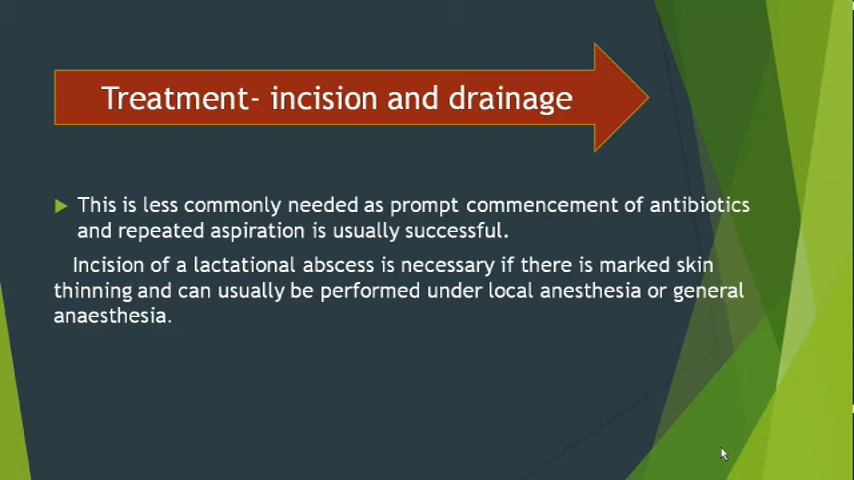 Treatment- incision and drainage
This is less commonly needed as prompt commencement of antibiotics
and repeated aspiration is usually successful.
Incision of a lactational abscess is necessary if there is marked skin
thinning and can usually be performed under local anesthesia or general
anaesthesia.